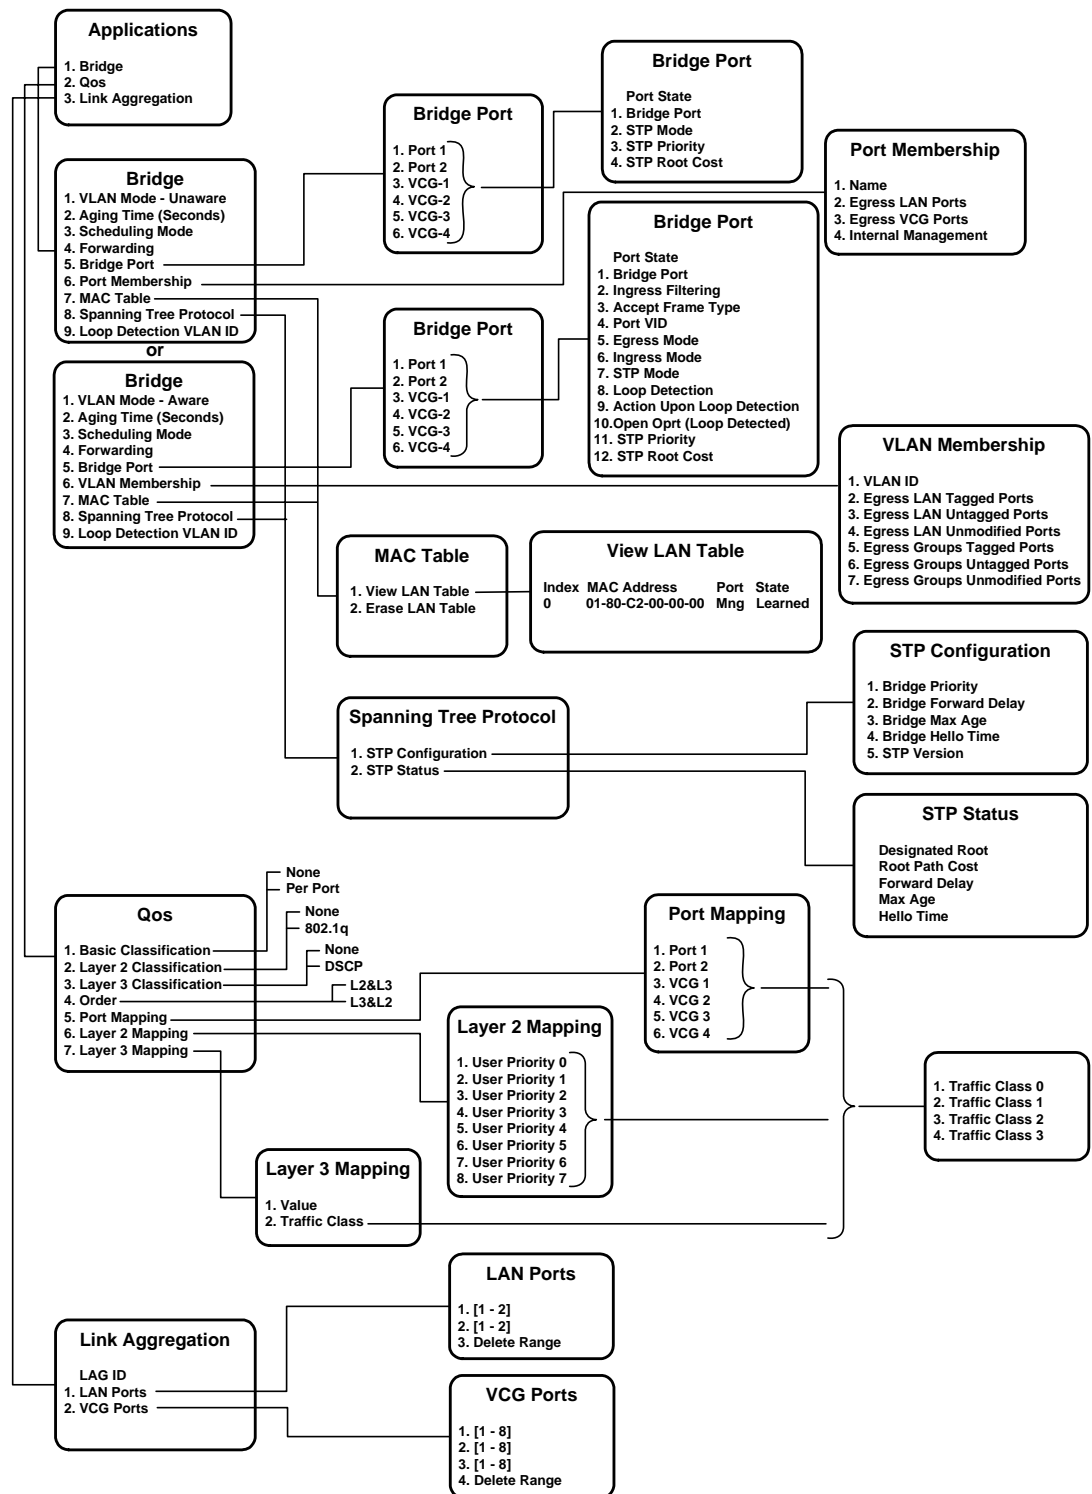 Applications
1. Bridge
2. Qos
3. Link Aggregation
Bridge
1. VLAN Mode - Unaware
2. Aging Time (Seconds)
3. Scheduling Mode
4. Forwarding
5. Bridge Port
6. Port Membership
7. MAC Table
8. Spanning Tree Protocol
9. Loop Detection VLAN ID
or
Bridge
1. VLAN Mode - Aware
2. Aging Time (Seconds)
3. Scheduling Mode
4. Forwarding
5. Bridge Port
6. VLAN Membership
7. MAC Table
8. Spanning Tree Protocol
9. Loop Detection VLAN ID
Bridge Port
1. Port 1
2. Port 2
3. VCG-1
4. VCG-2
5. VCG-3
6. VCG-4
Bridge Port
Port State
1. Bridge Port
2. STP Mode
3. STP Priority
4. STP Root Cost
Port Membership
1. Name
2. Egress LAN Ports
3. Egress VCG Ports
4. Internal Management
Bridge Port
1. Port 1
2. Port 2
3. VCG-1
4. VCG-2
5. VCG-3
6. VCG-4
Bridge Port
Port State
1. Bridge Port
2. Ingress Filtering
3. Accept Frame Type
4. Port VID
5. Egress Mode
6. Ingress Mode
7. STP Mode
8. Loop Detection
9. Action Upon Loop Detection
10.Open Oprt (Loop Detected)
11. STP Priority
12. STP Root Cost
VLAN Membership
1. VLAN ID
2. Egress LAN Tagged Ports
3. Egress LAN Untagged Ports
4. Egress LAN Unmodified Ports
5. Egress Groups Tagged Ports
6. Egress Groups Untagged Ports
7. Egress Groups Unmodified Ports
MAC Table
1. View LAN Table
2. Erase LAN Table
View LAN Table
Index MAC Address Port State
0 01-80-C2-00-00-00 Mng Learned
Spanning Tree Protocol
1. STP Configuration
2. STP Status
STP Configuration
1. Bridge Priority
2. Bridge Forward Delay
3. Bridge Max Age
4. Bridge Hello Time
5. STP Version
STP Status
Designated Root
Root Path Cost
Forward Delay
Max Age
Hello Time
Qos
1. Basic Classification
2. Layer 2 Classification
3. Layer 3 Classification
4. Order
5. Port Mapping
6. Layer 2 Mapping
7. Layer 3 Mapping
None
Per Port
None
802.1q
None
DSCP
L2&L3
L3&L2
Port Mapping
1. Port 1
2. Port 2
3. VCG 1
4. VCG 2
5. VCG 3
6. VCG 4
Layer 2 Mapping
1. User Priority 0
2. User Priority 1
3. User Priority 2
4. User Priority 3
5. User Priority 4
6. User Priority 5
7. User Priority 6
8. User Priority 7
Layer 3 Mapping
1. Value
2. Traffic Class
1. Traffic Class 0
2. Traffic Class 1
3. Traffic Class 2
4. Traffic Class 3
Link Aggregation
LAG ID
1. LAN Ports
2. VCG Ports
LAN Ports
1. [1 - 2]
2. [1 - 2]
3. Delete Range
VCG Ports
1. [1 - 8]
2. [1 - 8]
3. [1 - 8]
4. Delete Range